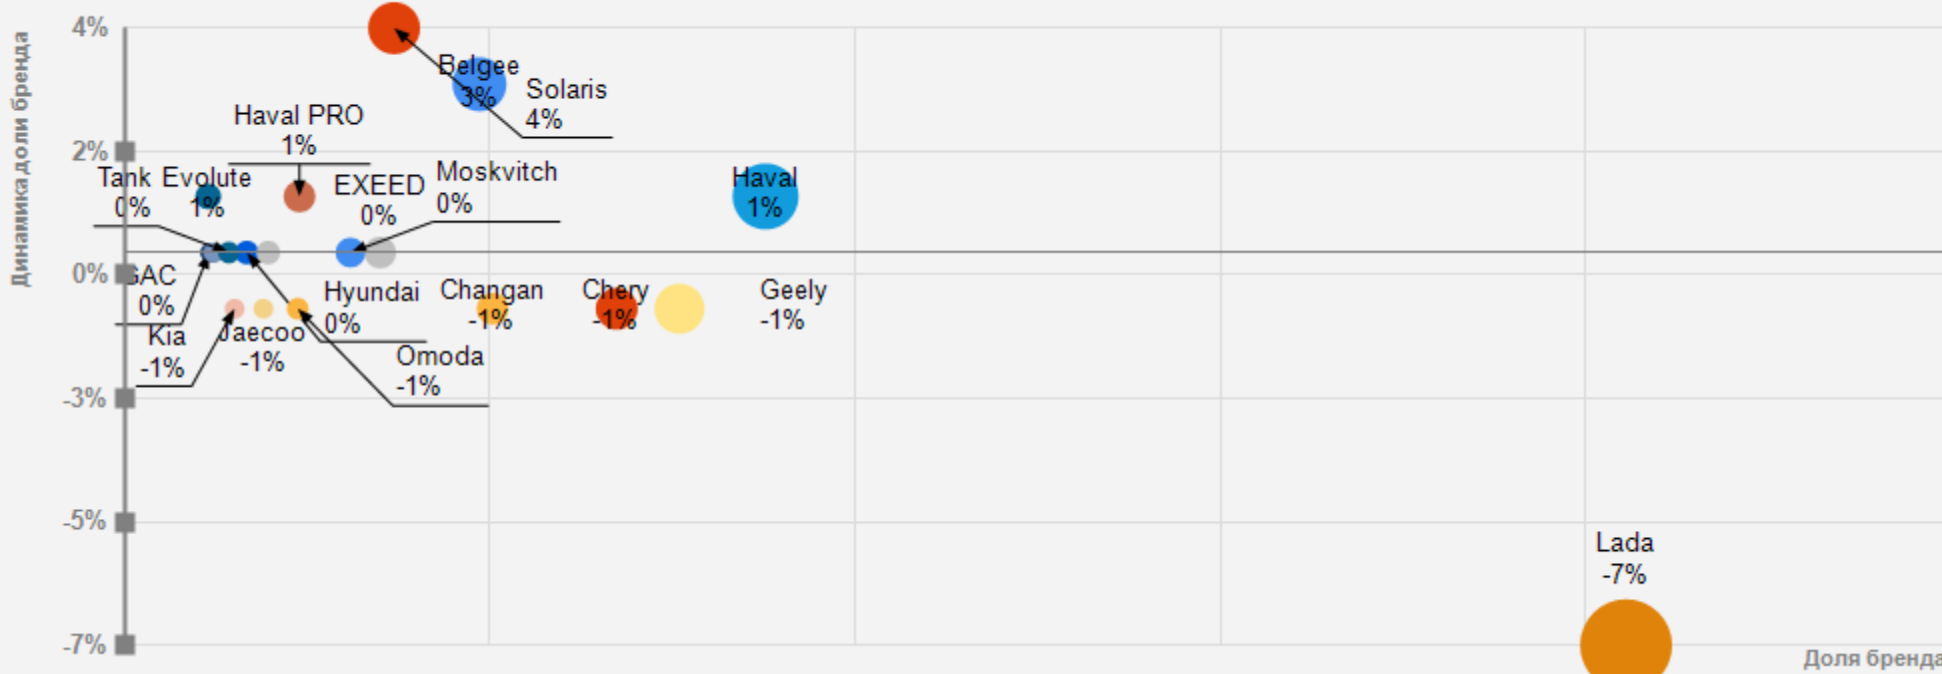 Динамика доли бренда
4%
2%
0%
-3%
-5%
-7%
Belgee
3%
Solaris
4%
Haval PRO
1%
Tank
0%
Evolute
1%
EXEED
0%
Moskvitch
0%
Haval
1%
GAC
0%
Kia
-1%
Jaecoo
-1%
Hyundai
0%
Omoda
-1%
Changan
-1%
Chery
-1%
Geely
-1%
Lada
-7%
Доля бренда